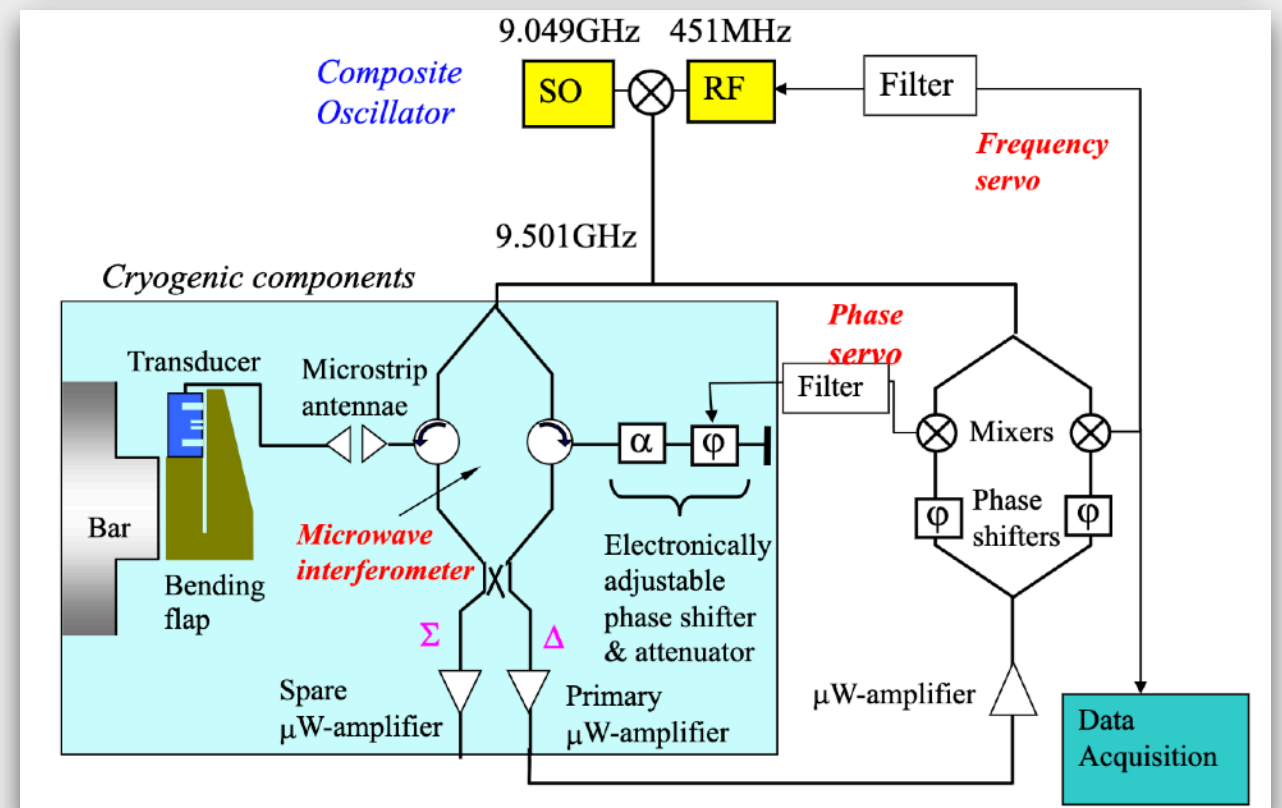 9.049GHz 451MHz
Composite
Oscillator
SO
RF
Filter
Frequency
servo
9.501GHz
Cryogenic components
Phase
servo
Filter
Transducer
Microstrip
antennae
α
φ
Mixers
Bar
Microwave
interferometer
Electronically
adjustable
phase shifter
& attenuator
φ
Phase
shifters
φ
Bending
flap
Σ
Δ
Spare
μW-amplifier
Primary
μW-amplifier
μW-amplifier
Data
Acquisition